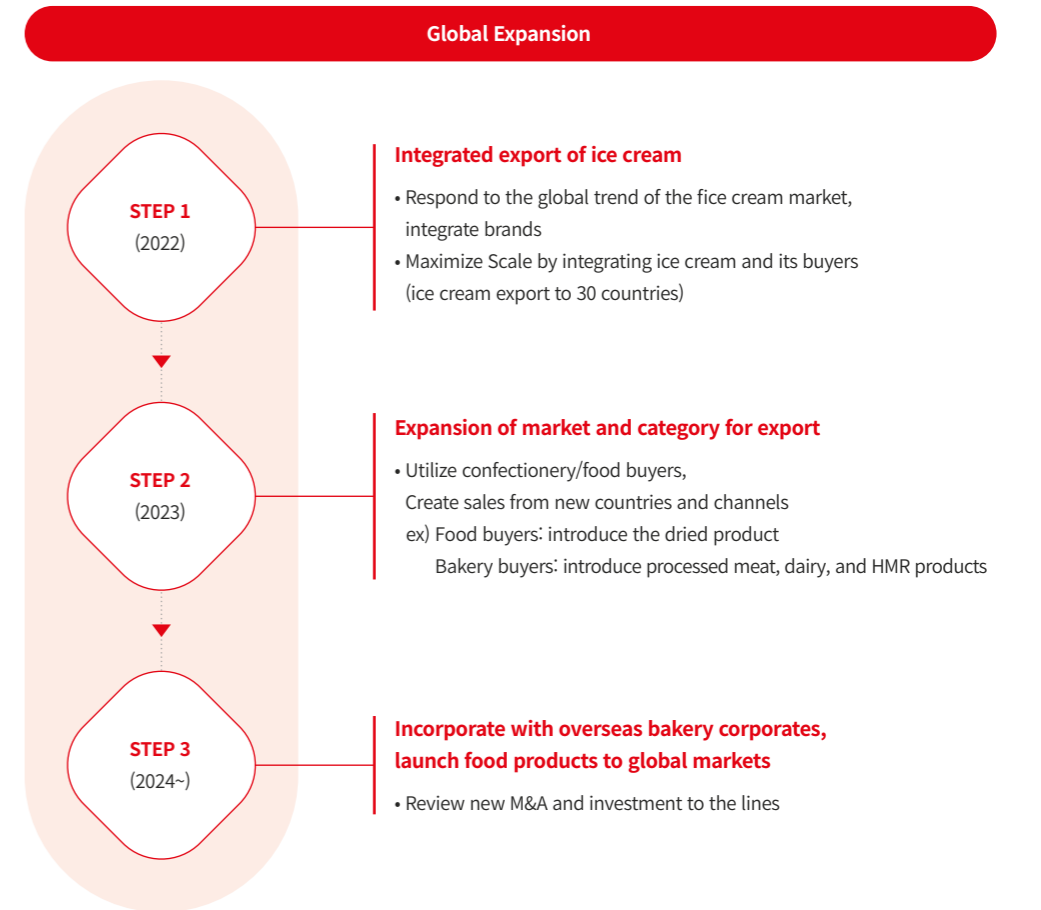 Global Expansion
STEP 1
(2022)
Integrated export of ice cream
• Respond to the global trend of the fice cream market,
integrate brands
• Maximize Scale by integrating ice cream and its buyers
(ice cream export to 30 countries)
STEP 2
(2023)
Expansion of market and category for export
• Utilize confectionery/food buyers,
Create sales from new countries and channels
ex) Food buyers: introduce the dried product
Bakery buyers: introduce processed meat, dairy, and HMR products
STEP 3
(2024~)
Incorporate with overseas bakery corporates,
launch food products to global markets
• Review new M&A and investment to the lines